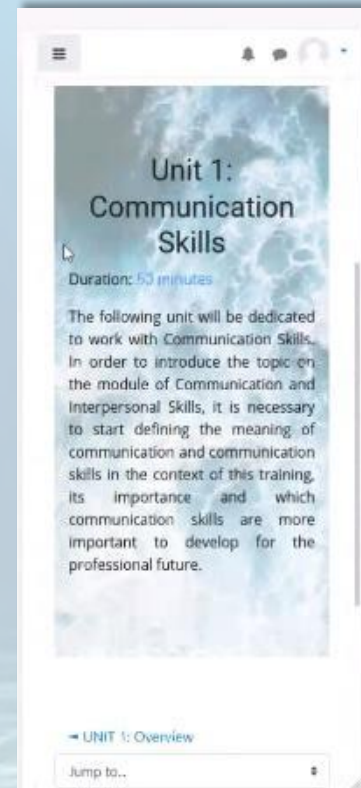 Unit 1:
Communication
Skills
Duration: 50 minutes
The following unit will be dedicated
to work with Communication Skills.
In order to introduce the topic on
the module of Communication and
Interpersonal Skills, it is necessary
to start defining the meaning of
communication and communication
skills in the context of this training,
its importance and which
communication skills are more
important to develop for the
professional future.
◄ UNIT 1: Overview
Jump to...